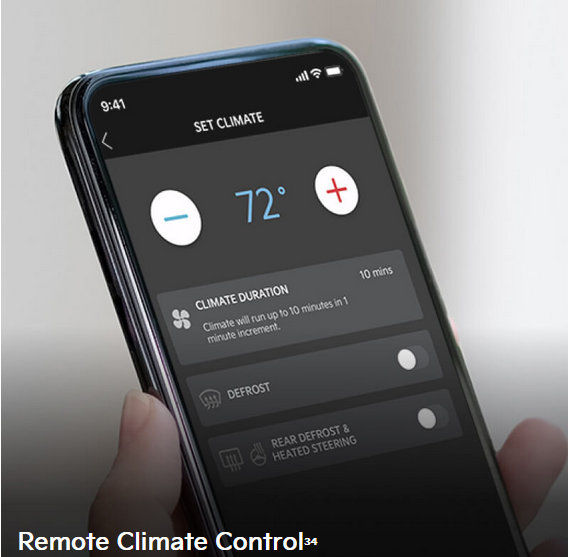 9:41
SET CLIMATE
72°
CLIMATE DURATION 10 mins
Climate will run up to 10 minutes in 1
minute increment.
DEFROST
REAR DEFROST &
HEATED STEERING
Remote Climate Control34